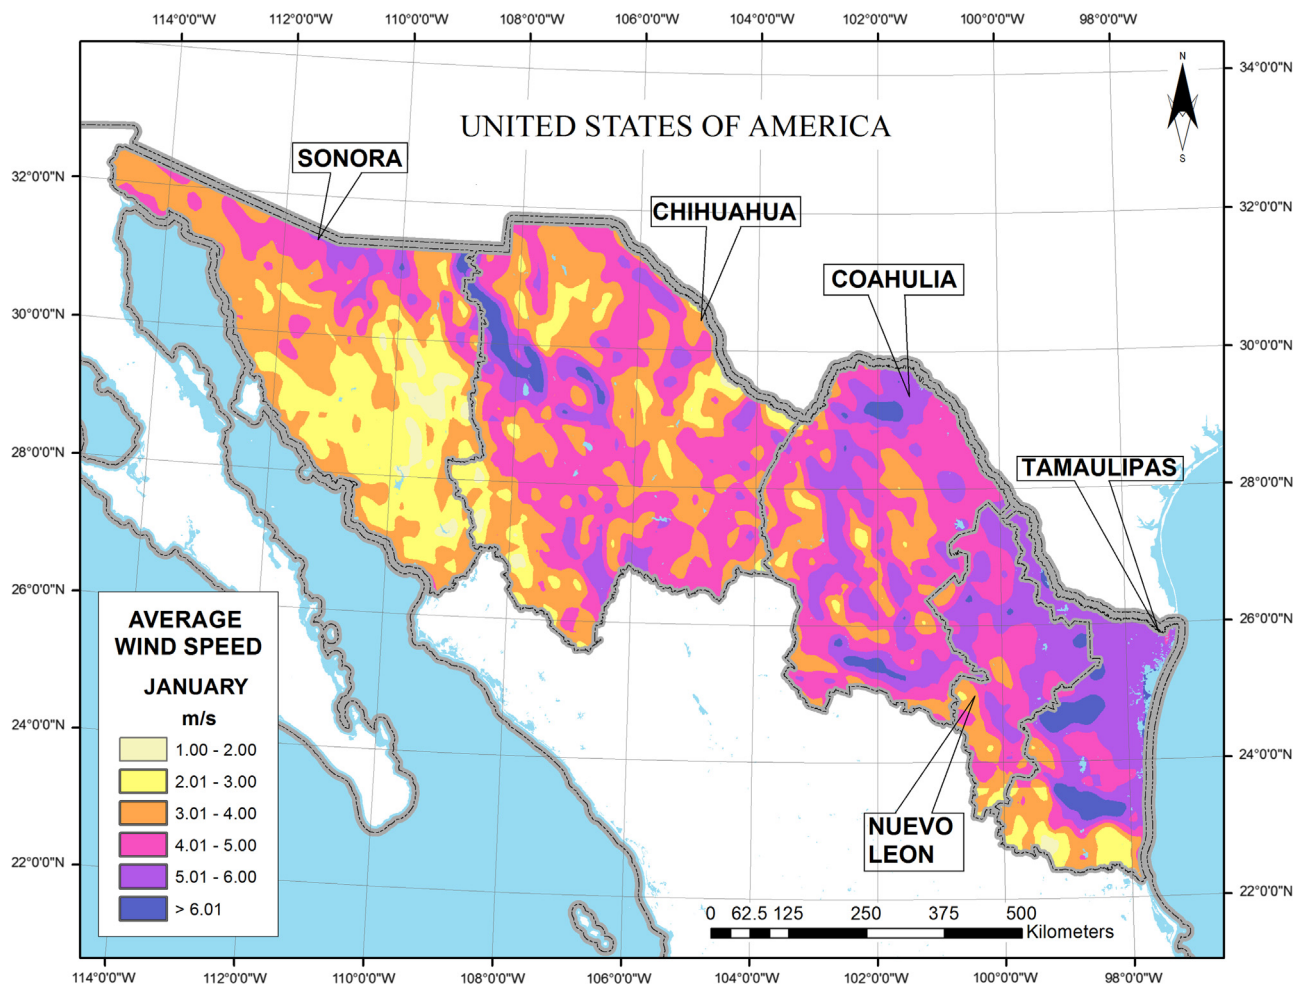 114°0'0"W 112°0'0"W 110°0'0"W 108°0'0"W 106°0'0"W 104°0'0"W 102°0'0"W 100°0'0"W 98°0'0"W
N
S
34°0'0"N
UNITED STATES OF AMERICA
SONORA
32°0'0"N
32°0'0"N
CHIHUAHUA
COAHULIA
30°0'0"N
30°0'0"N
28°0'0"N
TAMAULIPAS
28°0'0"N
26°0'0"N
26°0'0"N
AVERAGE
WIND SPEED
JANUARY
m/s
1.00 - 2.00
2.01 - 3.00
3.01 - 4.00
4.01 - 5.00
5.01 - 6.00
> 6.01
24°0'0"N
24°0'0"N
NUEVO
LEON
22°0'0"N
22°0'0"N
0 62.5 125 250 375 500
Kilometers
114°0'0"W 112°0'0"W 110°0'0"W 108°0'0"W 106°0'0"W 104°0'0"W 102°0'0"W 100°0'0"W 98°0'0"W